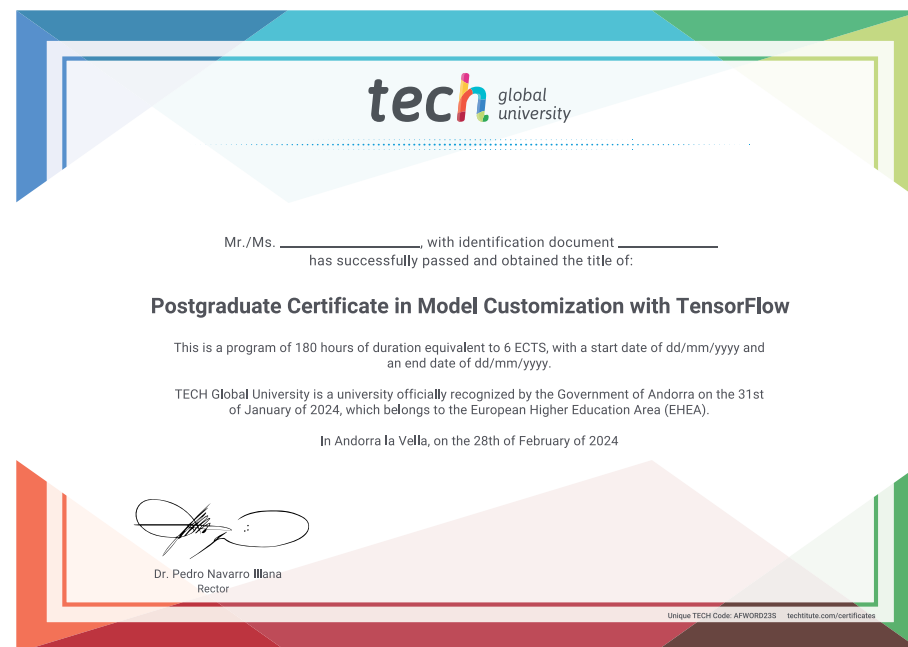 tech global
university
Mr./Ms. ____________, with identification document ____________
has successfully passed and obtained the title of:
Postgraduate Certificate in Model Customization with TensorFlow
This is a program of 180 hours of duration equivalent to 6 ECTS, with a start date of dd/mm/yyyy and
an end date of dd/mm/yyyy.
TECH Global University is a university officially recognized by the Government of Andorra on the 31st
of January of 2024, which belongs to the European Higher Education Area (EHEA).
In Andorra la Vella, on the 28th of February of 2024
Dr. Pedro Navarro Illana
Rector
Unique TECH Code: AFWORD23S techtitute.com/certificates